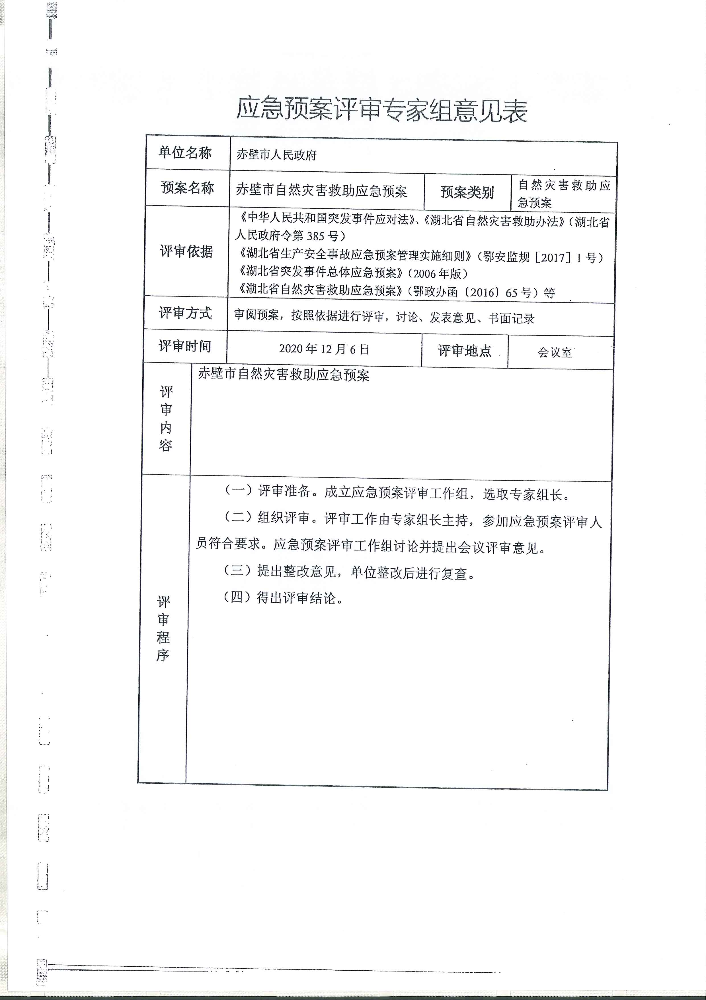 应急预案评审专家组意见表
单位名称
赤壁市人民政府
预案名称
赤壁市自然灾害救助应急预案
预案类别
自然灾害救助应
急预案
评审依据
《中华人民共和国突发事件应对法》、《湖北省自然灾害救助办法》（湖北省
人民政府令第 385 号）
《湖北省生产安全事故应急预案管理实施细则》（鄂安监规［2017］1 号）
《湖北省突发事件总体应急预案》（2006 年版）
《湖北省自然灾害救助应急预案》（鄂政办函〔2016〕65 号）等
评审方式
审阅预案，按照依据进行评审，讨论、发表意见、书面记录
评审时间
2020 年 12 月 6 日
评审地点
会议室
评
审
内
容
赤壁市自然灾害救助应急预案
评
审
程
序
（一）评审准备。成立应急预案评审工作组，选取专家组长。
（二）组织评审。评审工作由专家组长主持，参加应急预案评审人
员符合要求。应急预案评审工作组讨论并提出会议评审意见。
（三）提出整改意见，单位整改后进行复查。
（四）得出评审结论。